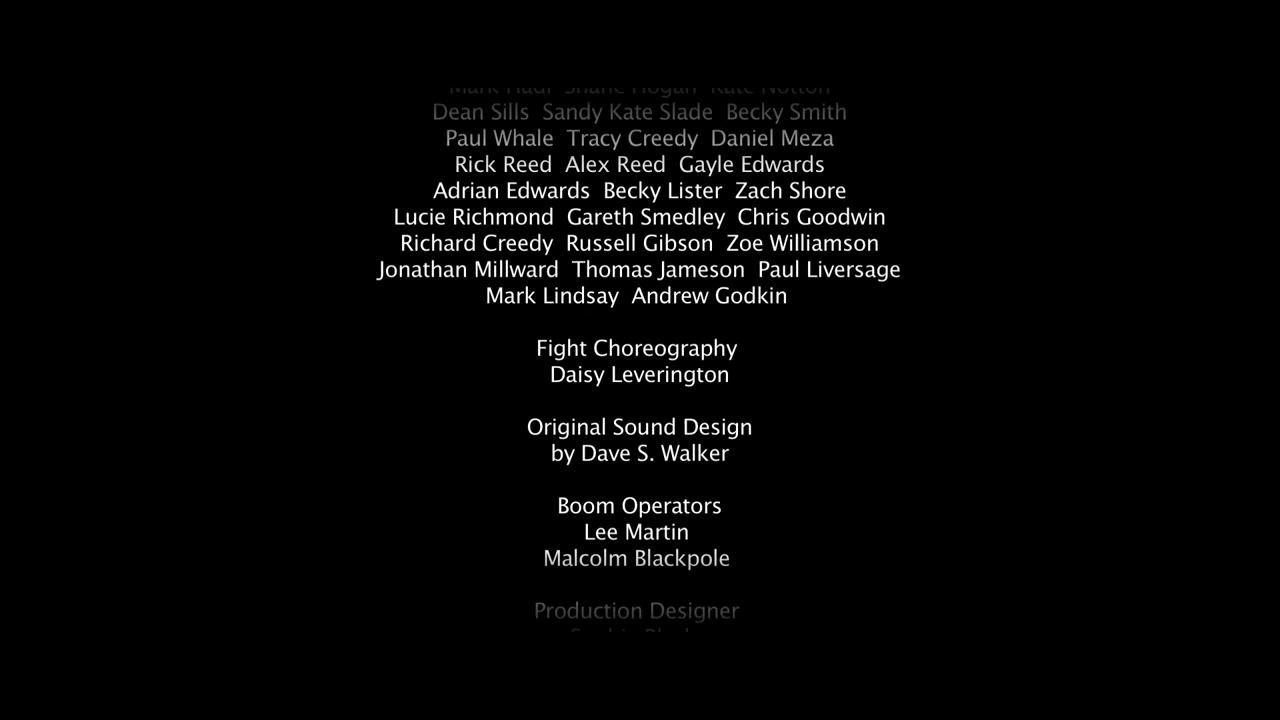 Dean Sills Sandy Kate Slade Becky Smith
Paul Whale Tracy Creedy Daniel Meza
Rick Reed Alex Reed Gayle Edwards
Adrian Edwards Becky Lister Zach Shore
Lucie Richmond Gareth Smedley Chris Goodwin
Richard Creedy Russell Gibson Zoe Williamson
Jonathan Millward Thomas Jameson Paul Liversage
Mark Lindsay Andrew Godkin
Fight Choreography
Daisy Leverington
Original Sound Design
by Dave S. Walker
Boom Operators
Lee Martin
Malcolm Blackpole
Production Designer